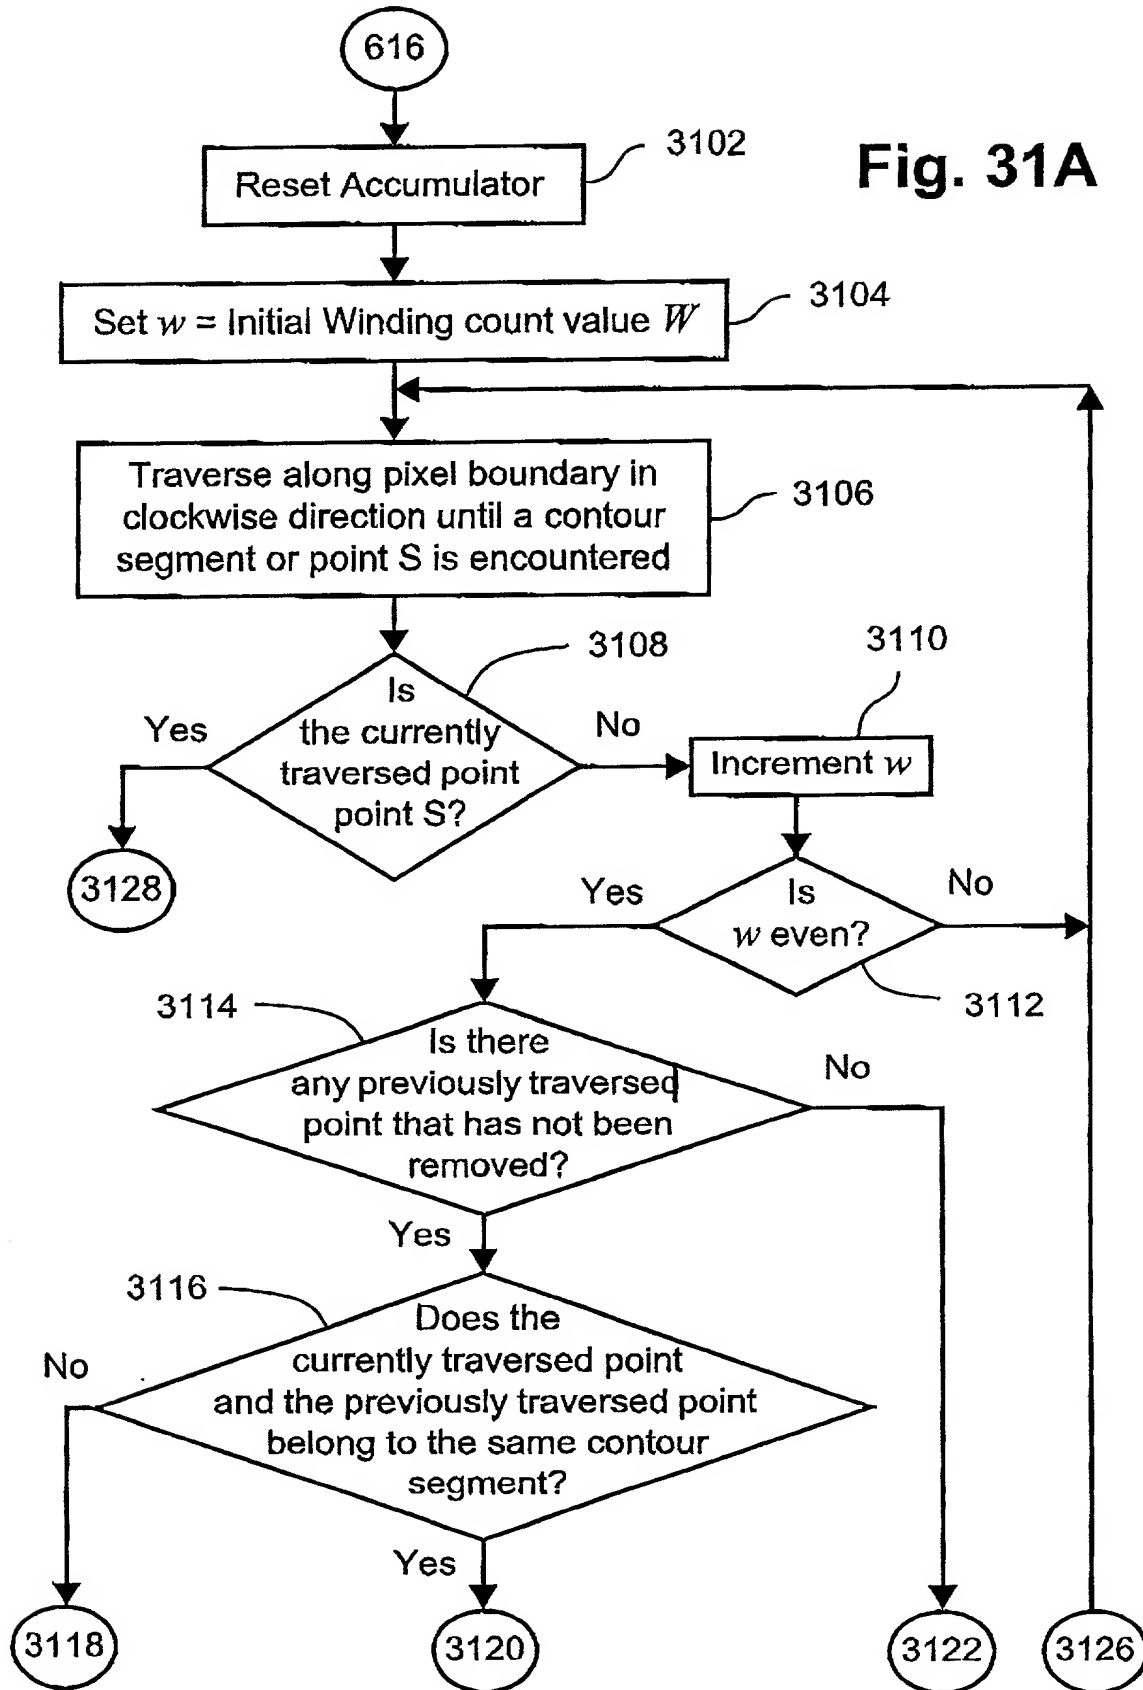 616
3102
Reset Accumulator
Fig. 31A
3104
Set w = Initial Winding count value W
Traverse along pixel boundary in
clockwise direction until a contour
segment or point S is encountered
3106
3108
3110
Is
the currently
traversed point
point S?
Yes
No
Increment w
3128
Yes
Is
w even?
No
3112
3114
Is there
any previously traversed
point that has not been
removed?
No
Yes
3116
Does the
currently traversed point
and the previously traversed point
belong to the same contour
segment?
No
Yes
3118
3120
3122
3126